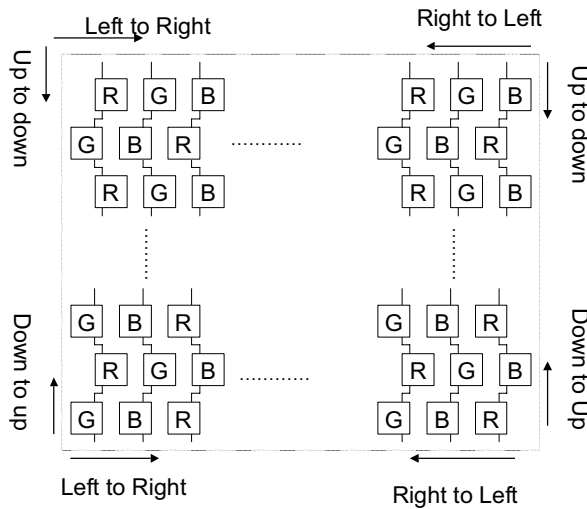 Left to Right
Right to Left
Up to down
Up to down
R G B R G B
G B R ............ G B R
R G B R G B
G B R G B R
R G B ............ R G B
G B R G B R
Down to up
Down to Up
Left to Right
Right to Left